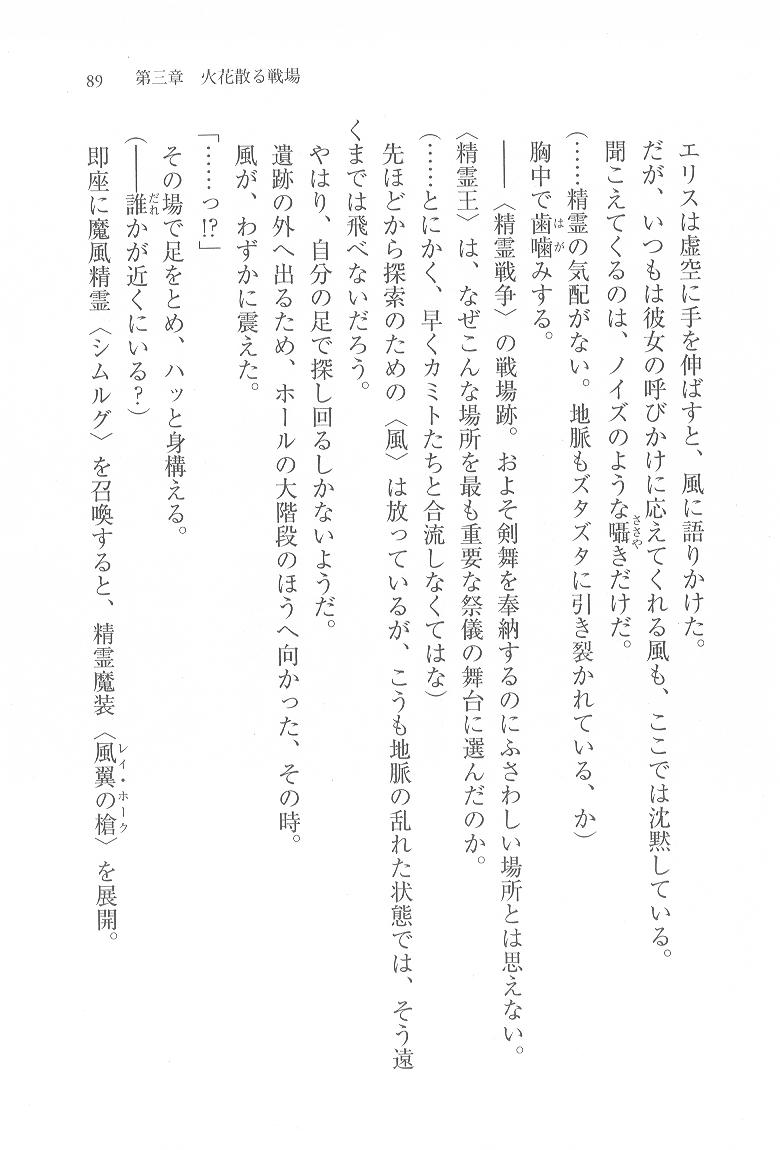 89　第三章　火花散る戦場
エリスは虚空に手を伸ばすと、風に語りかけた。
だが、いつもは彼女の呼びかけに応えてくれる風も、ここでは沈黙している。
聞こえてくるのは、ノイズのような囁きだけだ。
ささや
（……精霊の気配がない。地脈もズタズタに引き裂かれている、か）
胸中で歯噛みする。
はが
――〈精霊戦争〉の戦場跡。およそ剣舞を奉納するのにふさわしい場所とは思えない。
〈精霊王〉は、なぜこんな場所を最も重要な祭儀の舞台に選んだのか。
（……とにかく、早くカミトたちと合流しなくてはな）
先ほどから探索のための〈風〉は放っているが、こうも地脈の乱れた状態では、そう遠
くまでは飛べないだろう。
やはり、自分の足で探し回るしかないようだ。
遺跡の外へ出るため、ホールの大階段のほうへ向かった、その時。
風が、わずかに震えた。
「……っ!?」
その場で足をとめ、ハッと身構える。
（――誰かが近くにいる？）
だれ
即座に魔風精霊〈シムルグ〉を召喚すると、精霊魔装〈風翼の槍〉を展開。
レイ・ホーク